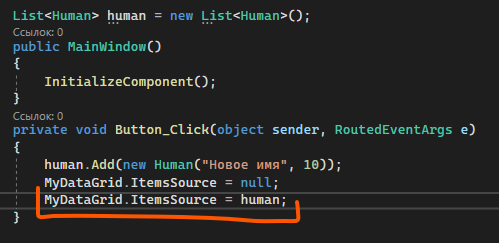 List<Human> human = new List<Human>();
Ссылок: 0
public MainWindow()
{
InitializeComponent();
}
Ссылок: 0
private void Button_Click(object sender, RoutedEventArgs e)
{
human.Add(new Human("Новое имя", 10));
MyDataGrid.ItemsSource = null;
MyDataGrid.ItemsSource = human;
}